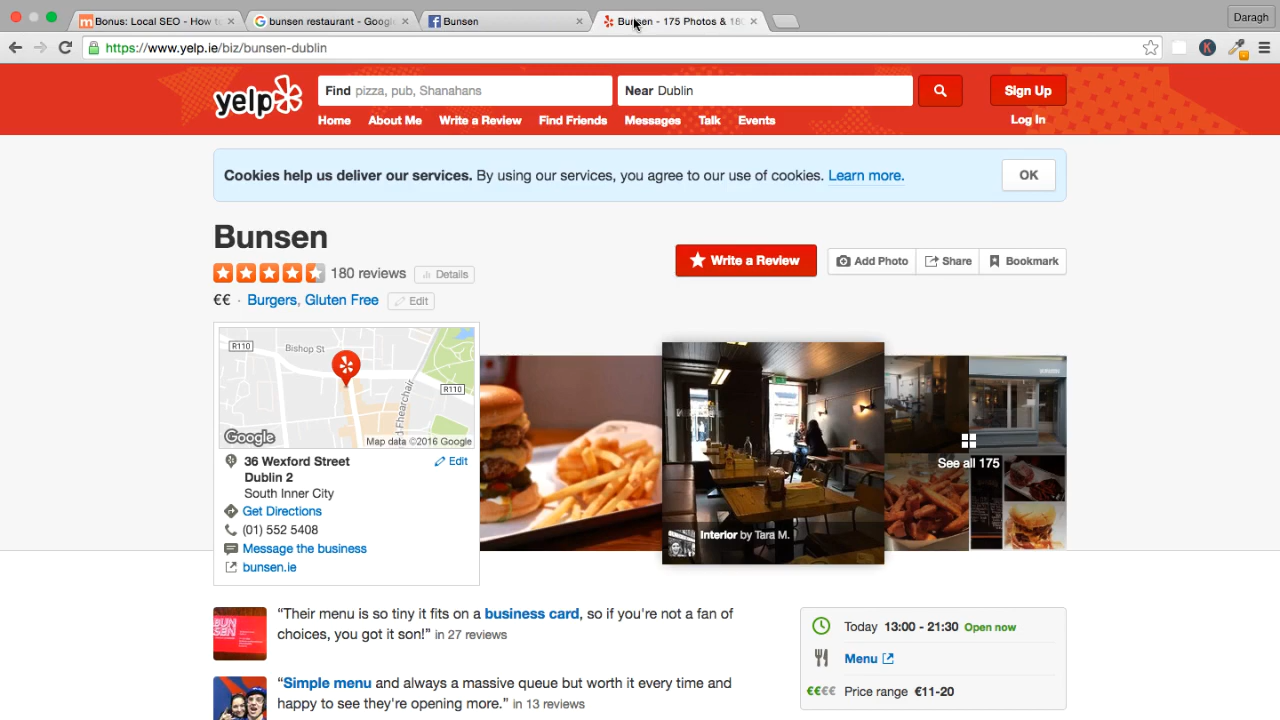 Bonus: Local SEO - How to
bunsen restaurant - Google
Bunsen
Bunsen - 175 Photos & 180
Daragh
https://www.yelp.ie/biz/bunsen-dublin
yelp
Find pizza, pub, Shanahans
Near Dublin
Sign Up
Home About Me Write a Review Find Friends Messages Talk Events
Log In
Cookies help us deliver our services. By using our services, you agree to our use of cookies. Learn more.
OK
Bunsen
Write a Review
Add Photo
Share
Bookmark
180 reviews
Details
€€ · Burgers, Gluten Free
Edit
R110
Bishop St
R110
Fhearchair
Google
Map data ©2016 Google
36 Wexford Street
Edit
Dublin 2
South Inner City
Get Directions
(01) 552 5408
Message the business
bunsen.ie
Interior by Tara M.
See all 175
BUN
SEN
“Their menu is so tiny it fits on a business card, so if you're not a fan of
choices, you got it son!” in 27 reviews
“Simple menu and always a massive queue but worth it every time and
happy to see they're opening more.” in 13 reviews
Today 13:00 - 21:30 Open now
Menu
€€€€ Price range €11-20